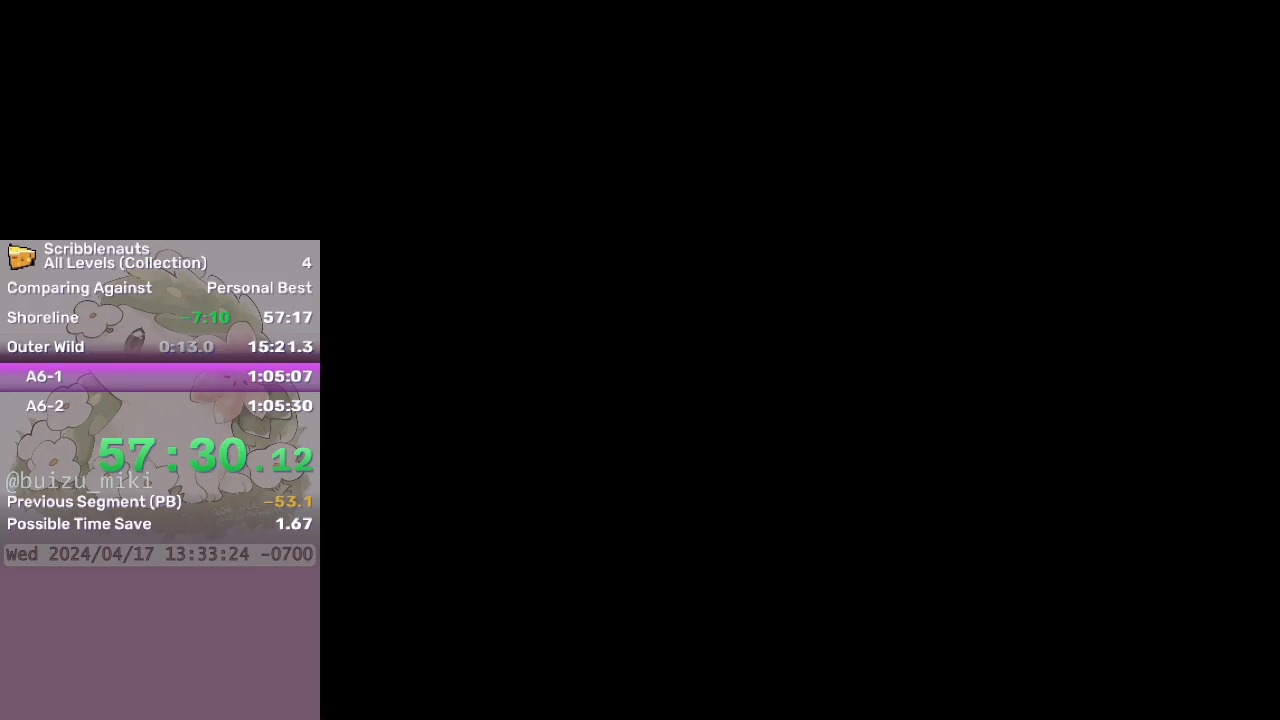 Scribblenauts
All Levels (Collection) 4
Comparing Against Personal Best
Shoreline −7:10 57:17
Outer Wild 0:13.0 15:21.3
A6-1 1:05:07
A6-2 1:05:30
57:30.12
@buizu_miki
Previous Segment (PB) −53.1
Possible Time Save 1.67
Wed 2024/04/17 13:33:24 -0700